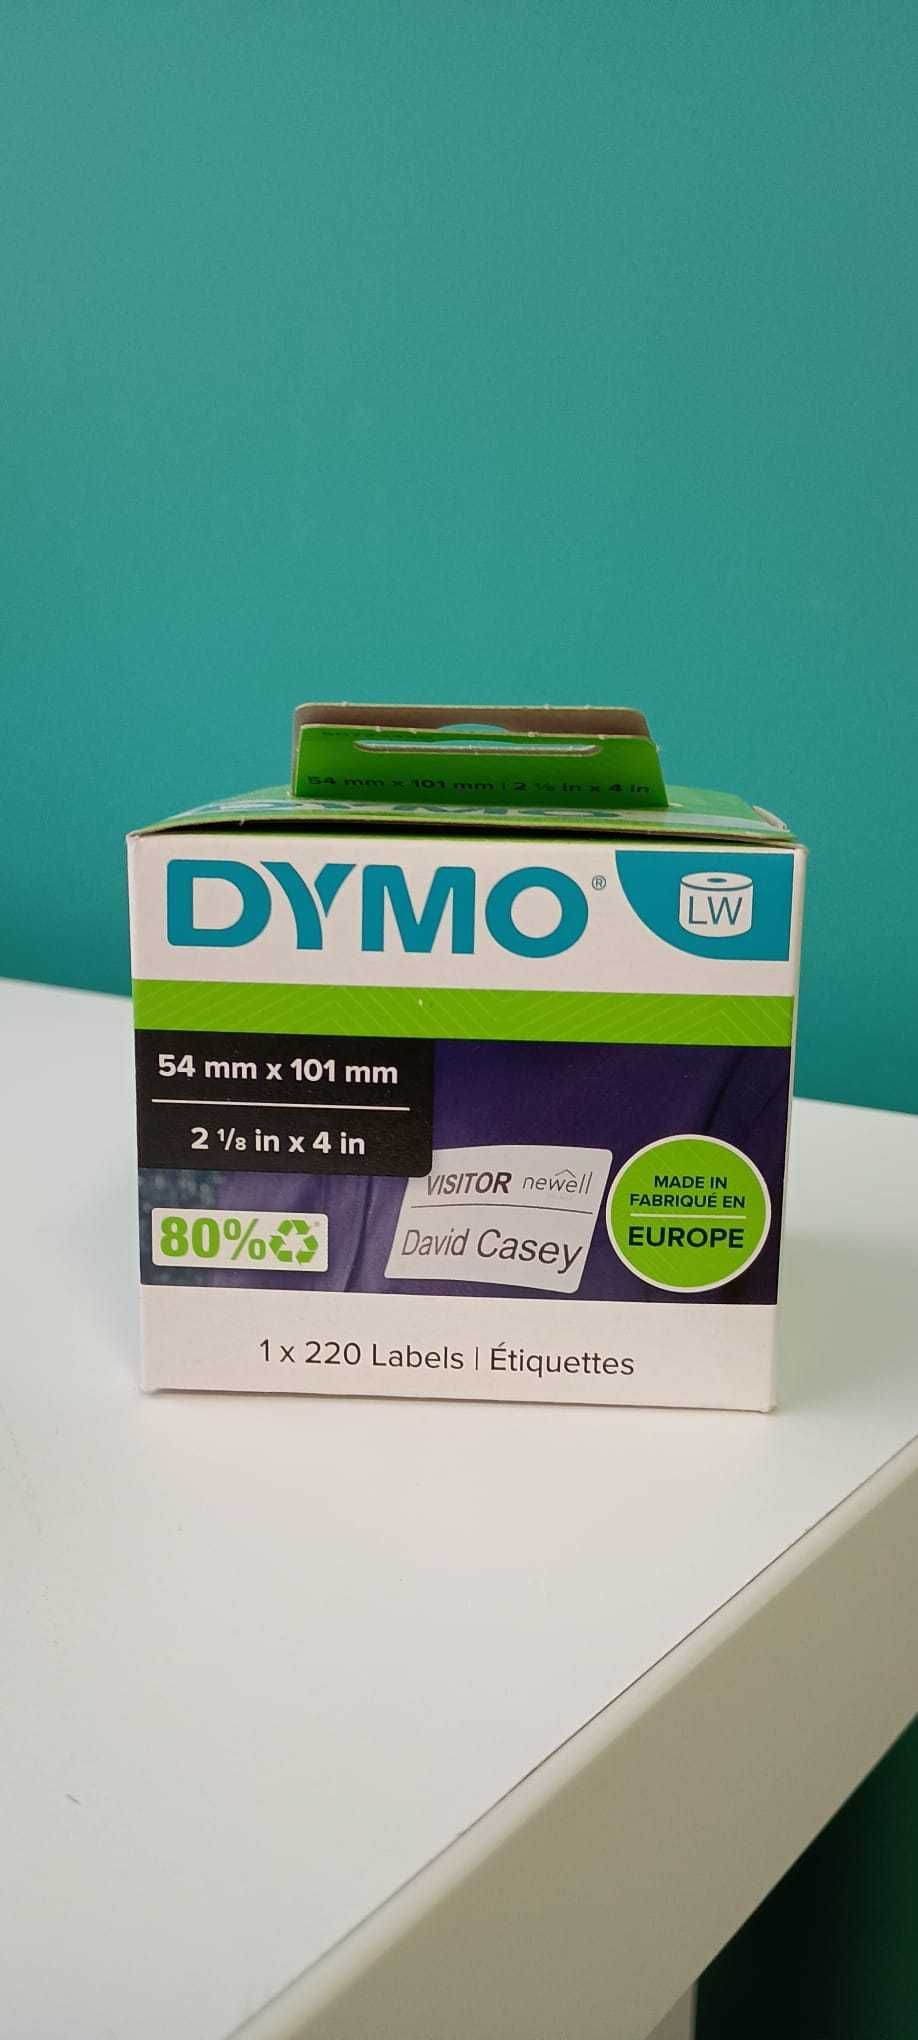 54 mm x 101 mm | 2 1/8 in x 4 in
DYMO
DYMO®
LW
54 mm x 101 mm
2 1/8 in x 4 in
80%
VISITOR newell
David Casey
MADE IN
FABRIQUÉ EN
EUROPE
1 x 220 Labels | Étiquettes